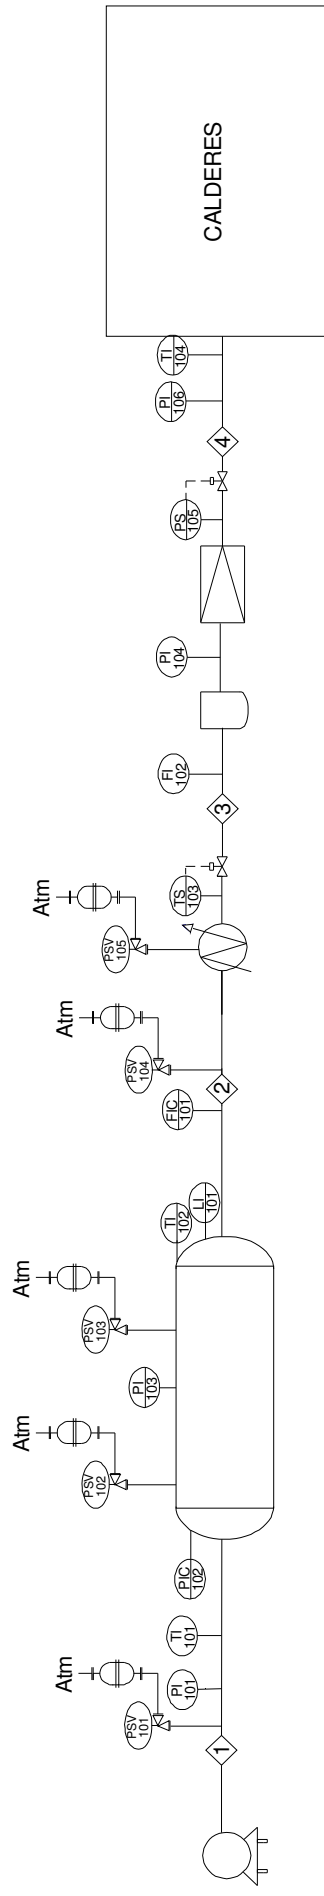 1
PSV
101
Atm
PI
101
TI
101
PIC
102
PSV
102
Atm
PI
103
PSV
103
Atm
TI
102
LI
101
FIC
101
2
PSV
104
Atm
PSV
105
Atm
TS
103
3
FI
102
PI
104
PS
105
4
PI
106
TI
104
CALDERES